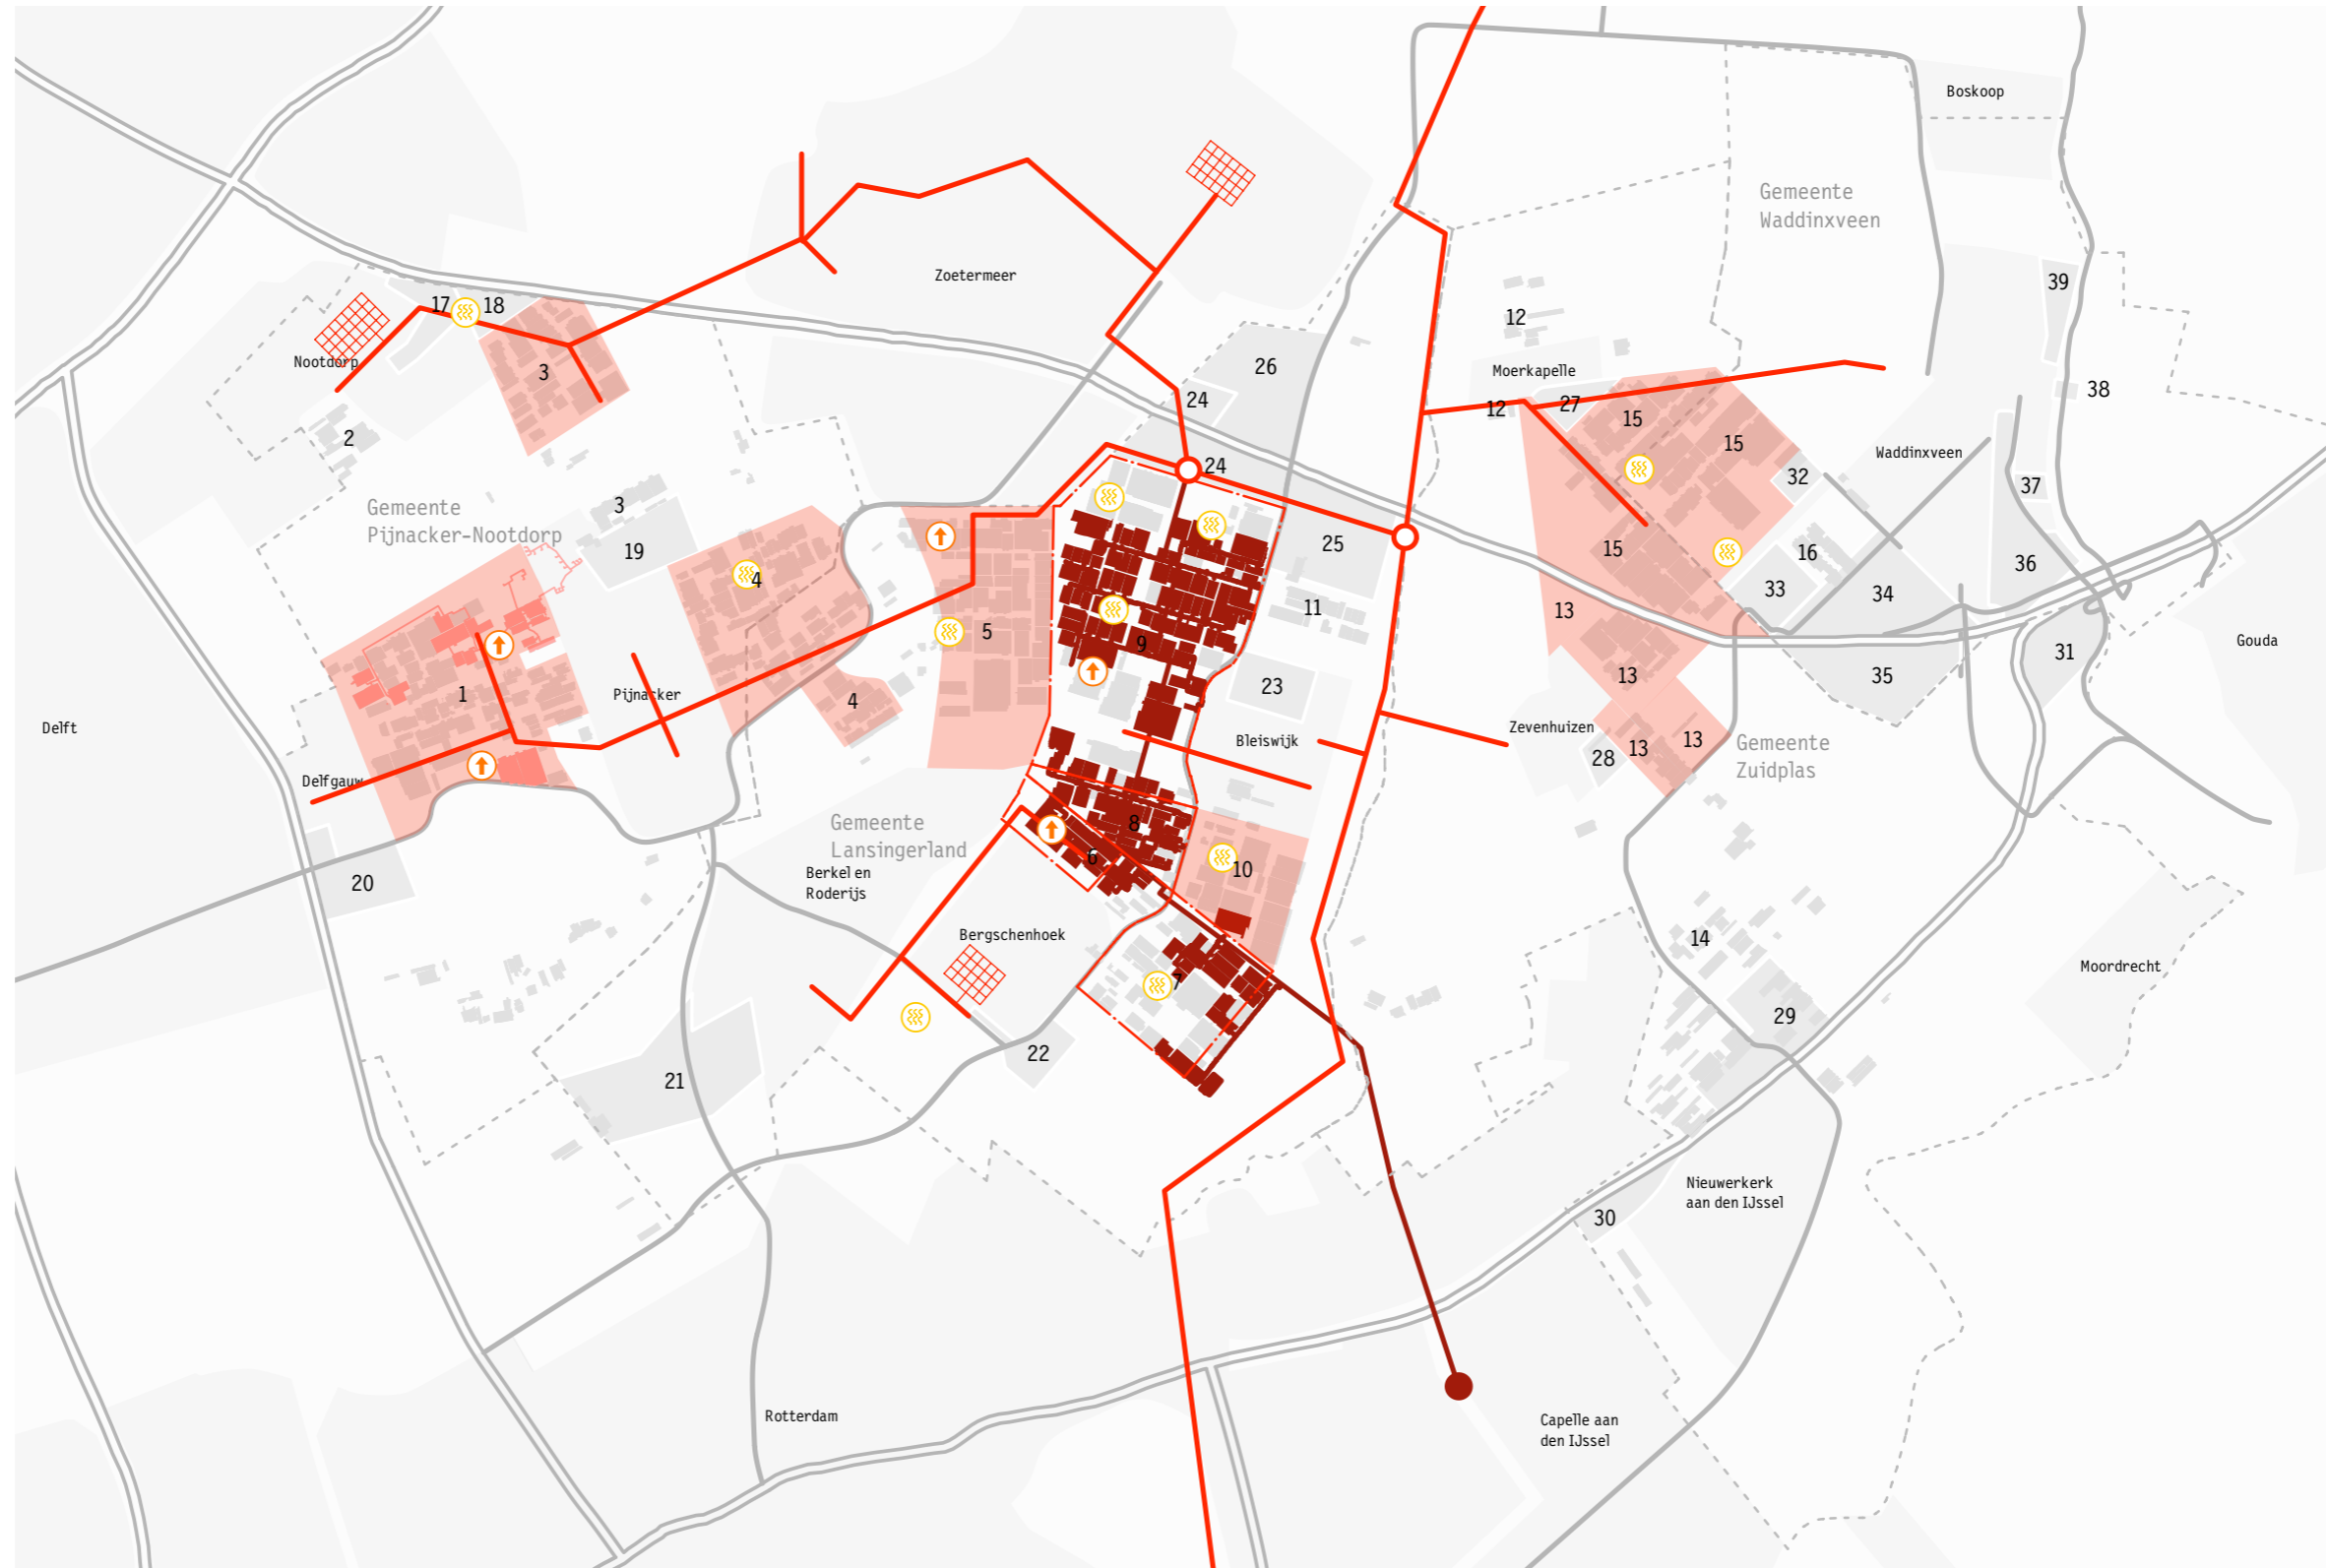 Boskoop
Gemeente
Waddinxveen
Zoetermeer
39
17
18
12
Nootdorp
3
26
Moerkapelle
38
24
12
27
15
2
15
Waddinxveen
24
32
37
3
Gemeente
Pijnacker-Nootdorp
19
25
15
16
36
4
33
34
11
13
5
9
Gouda
31
13
35
23
1
Pijnacker
4
Delft
Zevenhuizen
13
13
Bleiswijk
Gemeente
Zuidplas
28
Delfgauw
Gemeente
Lansingerland
8
6
10
Berkel en
Roderijs
20
Bergschenhoek
14
Moordrecht
7
29
22
21
Nieuwerkerk
aan den IJssel
30
Rotterdam
Capelle aan
den IJssel